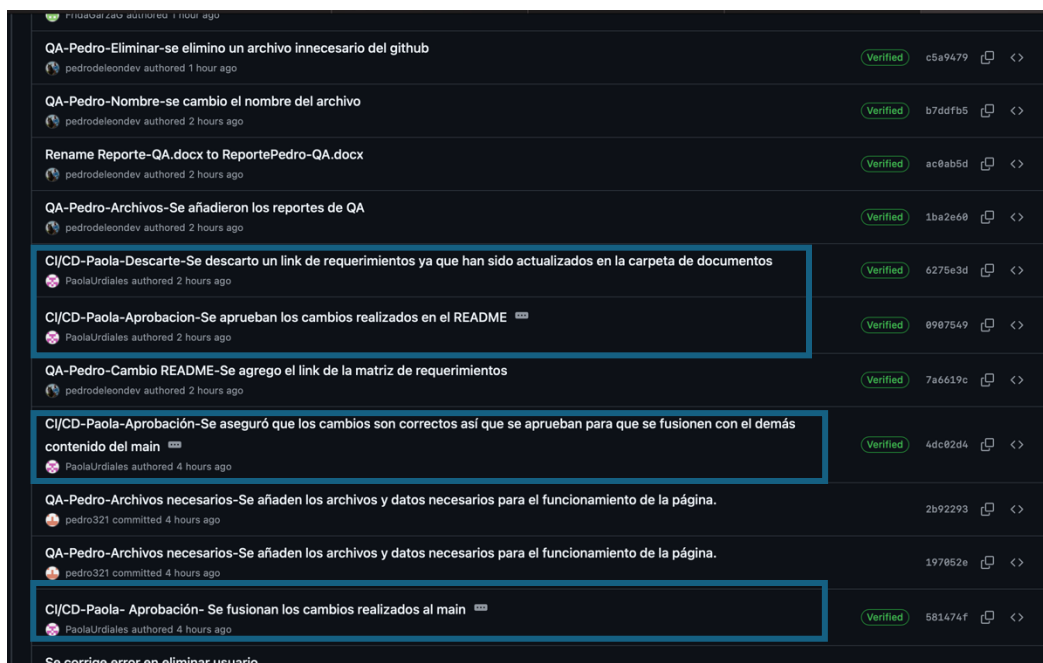 FridaGarzaG authored 1 hour ago
QA-Pedro-Eliminar-se elimino un archivo innecesario del github
pedrodeleondev authored 1 hour ago
Verified c5a9479
QA-Pedro-Nombre-se cambio el nombre del archivo
pedrodeleondev authored 2 hours ago
Verified b7ddfb5
Rename Reporte-QA.docx to ReportePedro-QA.docx
pedrodeleondev authored 2 hours ago
Verified ac0ab5d
QA-Pedro-Archivos-Se añadieron los reportes de QA
pedrodeleondev authored 2 hours ago
Verified 1ba2e60
CI/CD-Paola-Descarte-Se descarto un link de requerimientos ya que han sido actualizados en la carpeta de documentos
PaolaUrdiales authored 2 hours ago
Verified 6275e3d
CI/CD-Paola-Aprobacion-Se aprueban los cambios realizados en el README
PaolaUrdiales authored 2 hours ago
Verified 0907549
QA-Pedro-Cambio README-Se agrego el link de la matriz de requerimientos
pedrodeleondev authored 2 hours ago
Verified 7a6619c
CI/CD-Paola-Aprobación-Se aseguró que los cambios son correctos así que se aprueban para que se fusionen con el demás
contenido del main
PaolaUrdiales authored 4 hours ago
Verified 4dc02d4
QA-Pedro-Archivos necesarios-Se añaden los archivos y datos necesarios para el funcionamiento de la página.
pedro321 committed 4 hours ago
2b92293
QA-Pedro-Archivos necesarios-Se añaden los archivos y datos necesarios para el funcionamiento de la página.
pedro321 committed 4 hours ago
197052e
CI/CD-Paola- Aprobación- Se fusionan los cambios realizados al main
PaolaUrdiales authored 4 hours ago
Verified 581474f
Se corrige error en eliminar usuario